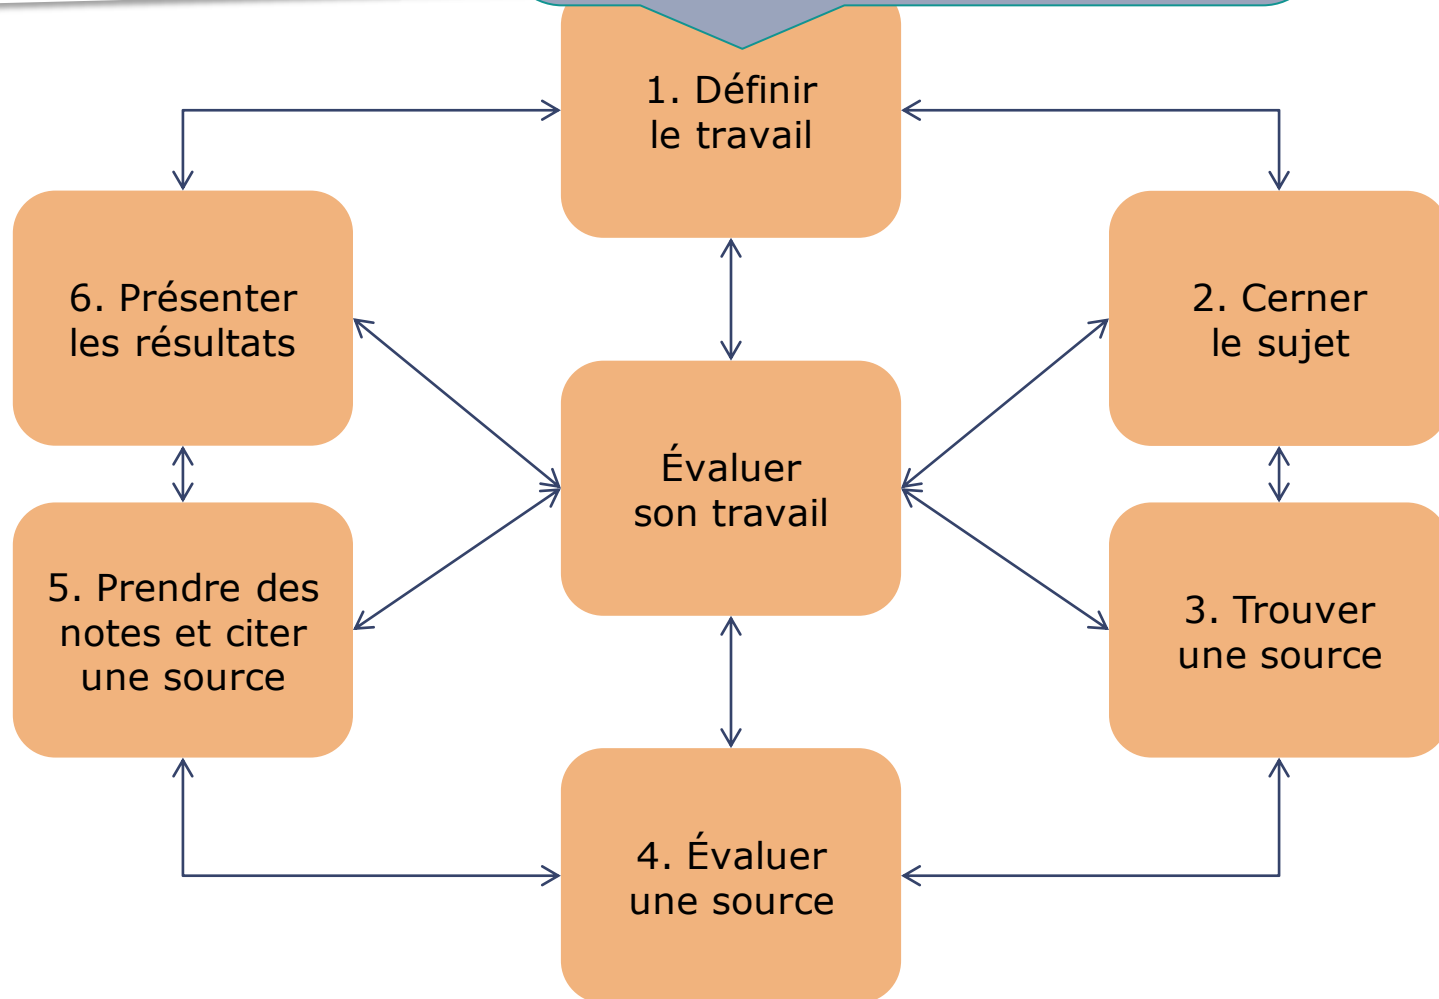 1. Définir
le travail
2. Cerner
le sujet
3. Trouver
une source
4. Évaluer
une source
5. Prendre des
notes et citer
une source
6. Présenter
les résultats
Évaluer
son travail